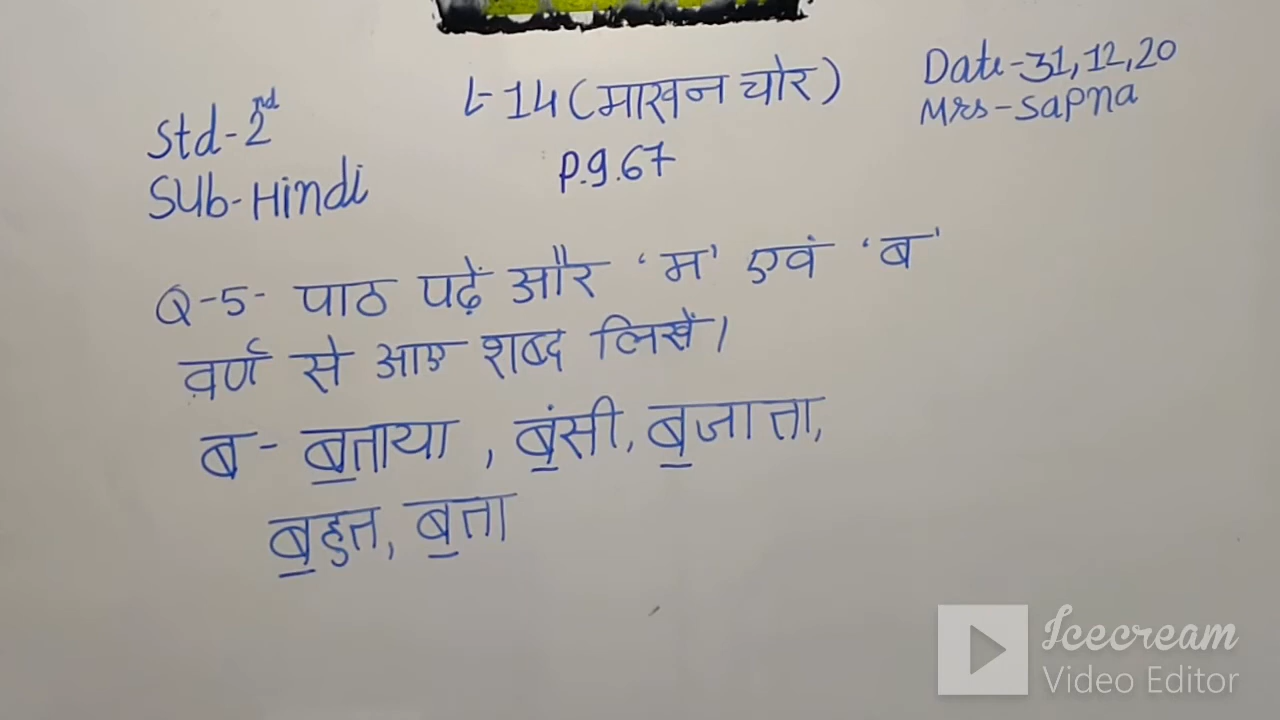 Std-2nd
Sub-Hindi
L-14 (माखन चोर)
P.g.67
Date-31,12,20
Mrs-Sapna
Q-5- पाठ पढ़ें और 'म' एवं 'ब'
वर्ण से आए शब्द लिखें।
ब- बताया, बंसी, बजाता,
बहुत, बता
Icecream
Video Editor